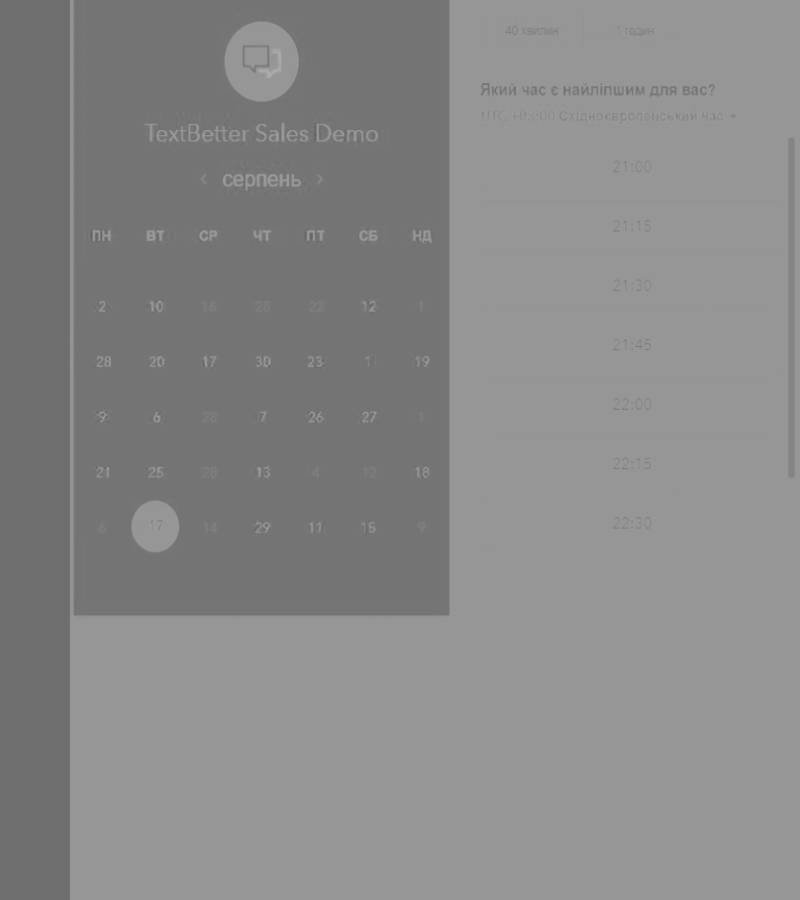 TextBetter Sales Demo
‹ серпень ›
ПН ВТ СР ЧТ ПТ СБ НД
2 10 16 28 22 12 1
28 20 17 30 23 1 19
9 6 28 7 26 27 1
21 25 28 13 4 12 18
6 17 14 29 11 15 9
40 хвилин 1 годин
Який час є найліпшим для вас?
UTC +03:00 Східноєвропейський час
21:00
21:15
21:30
21:45
22:00
22:15
22:30